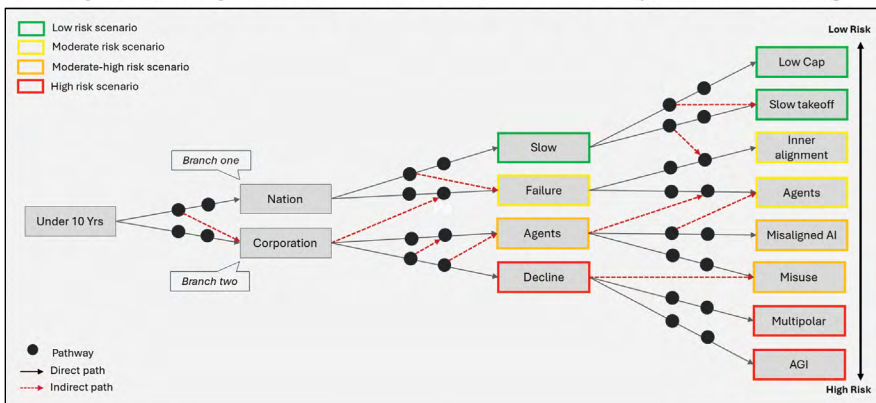 Low risk scenario
Moderate risk scenario
Moderate-high risk scenario
High risk scenario
Low Risk
Low Cap
Slow takeoff
Inner
alignment
Agents
Misaligned AI
Misuse
Multipolar
AGI
High Risk
Slow
Failure
Agents
Decline
Branch one
Nation
Corporation
Branch two
Under 10 Yrs
Pathway
Direct path
Indirect path